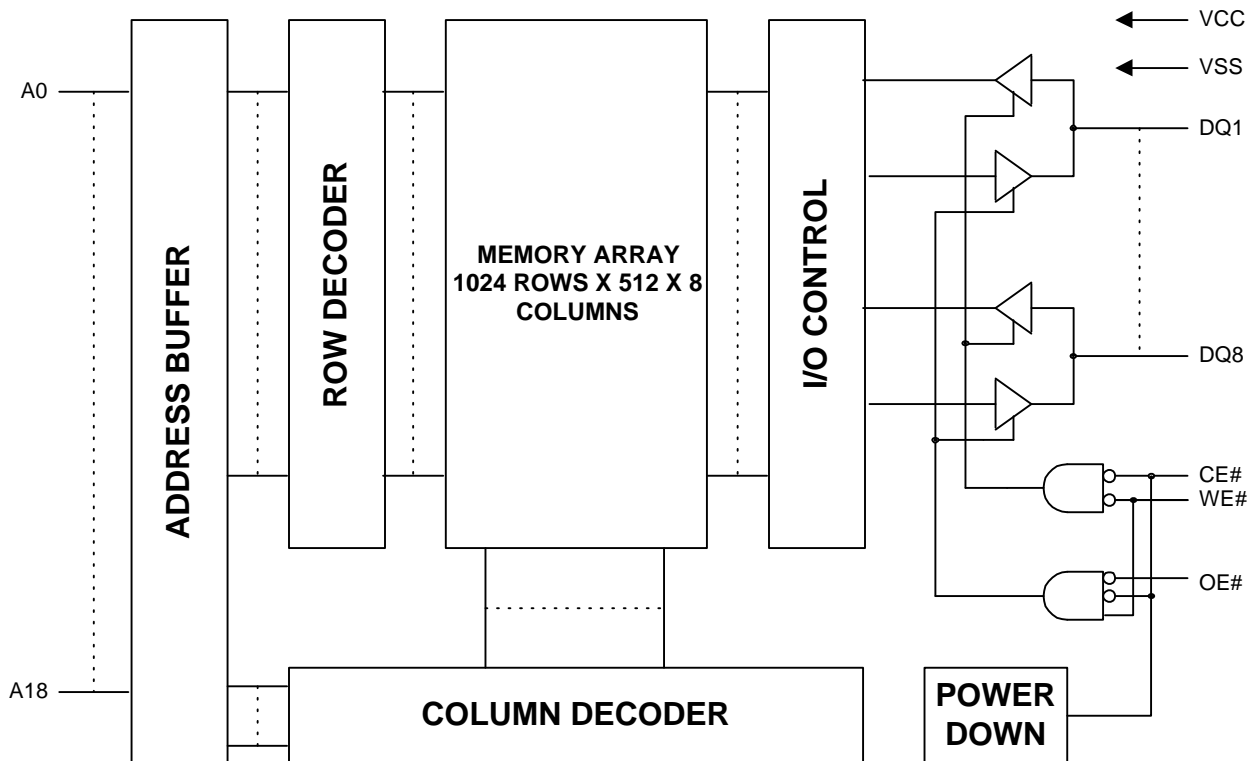 VCC
VSS
A0
DQ1
ADDRESS BUFFER
ROW DECODER
MEMORY ARRAY
1024 ROWS X 512 X 8
COLUMNS
I/O CONTROL
DQ8
CE#
WE#
OE#
A18
COLUMN DECODER
POWER
DOWN